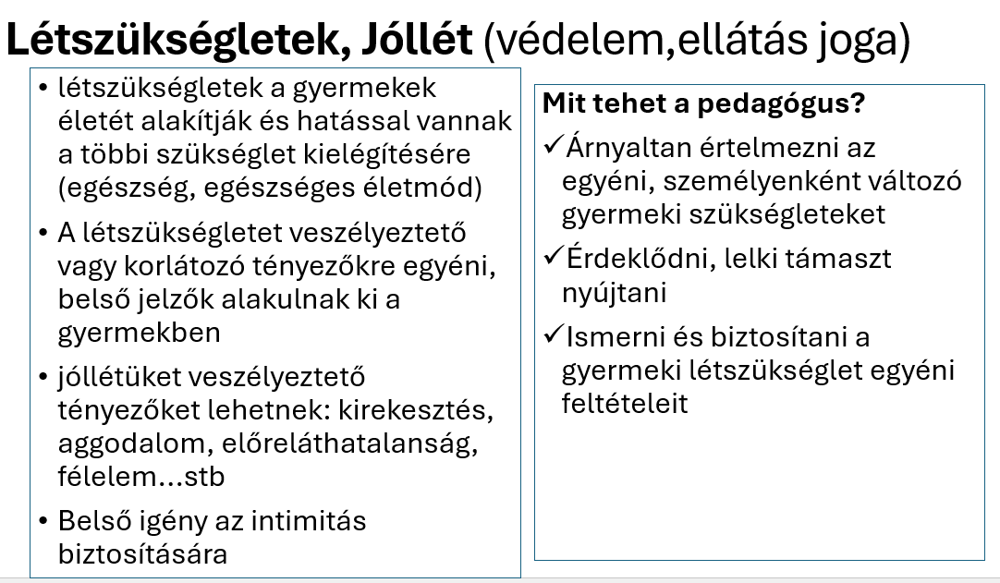 Létszükségletek, Jóllét (védelem,ellátás joga)
• létszükségletek a gyermekek
életét alakítják és hatással vannak
a többi szükséglet kielégítésére
(egészség, egészséges életmód)
• A létszükségletet veszélyeztető
vagy korlátozó tényezőkre egyéni,
belső jelzők alakulnak ki a
gyermekben
• jóllétüket veszélyeztető
tényezőket lehetnek: kirekesztés,
aggodalom, előreláthatalanság,
félelem...stb
• Belső igény az intimitás
biztosítására
Mit tehet a pedagógus?
✓Árnyaltan értelmezni az
egyéni, személyenként változó
gyermeki szükségleteket
✓Érdeklődni, lelki támaszt
nyújtani
✓Ismerni és biztosítani a
gyermeki létszükséglet egyéni
feltételeit